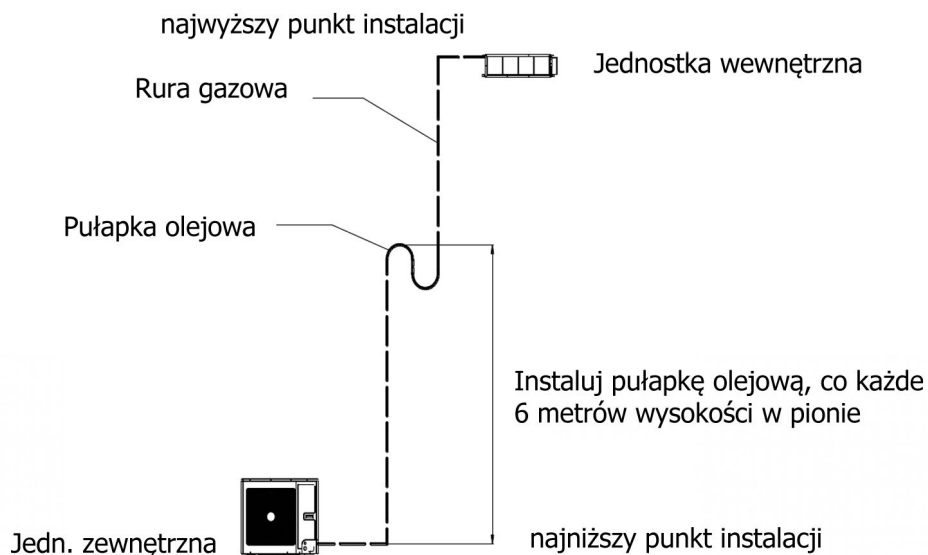 najwyższy punkt instalacji
Jednostka wewnętrzna
Rura gazowa
Pułapka olejowa
Instaluj pułapkę olejową, co każde
6 metrów wysokości w pionie
Jedn. zewnętrzna
najniższy punkt instalacji